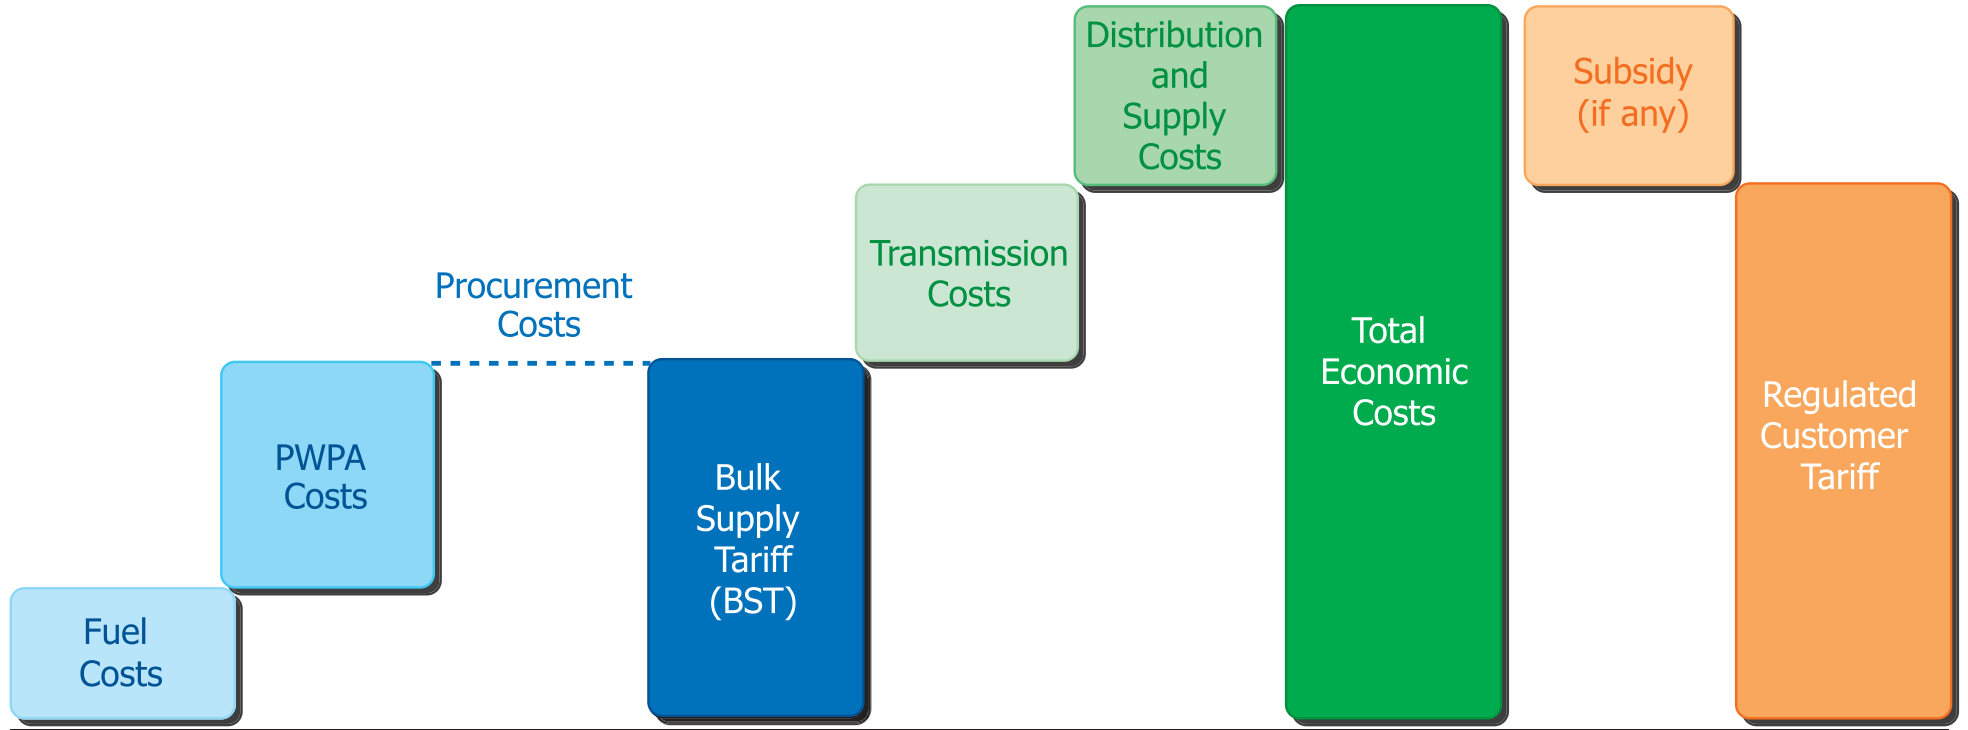 Fuel
Costs
PWPA
Costs
Procurement
Costs
Bulk
Supply
Tariff
(BST)
Transmission
Costs
Distribution
and
Supply
Costs
Total
Economic
Costs
Subsidy
(if any)
Regulated
Customer
Tariff